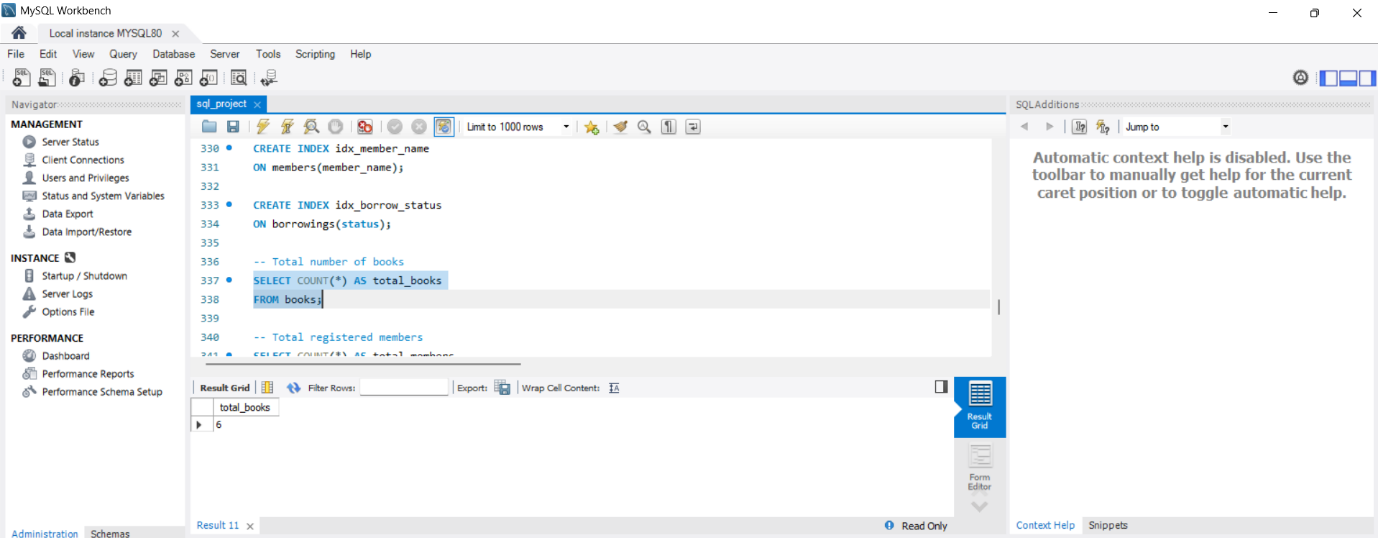 MySQL Workbench
Local instance MYSQL80
File Edit View Query Database Server Tools Scripting Help
Navigator
MANAGEMENT
Server Status
Client Connections
Users and Privileges
Status and System Variables
Data Export
Data Import/Restore
INSTANCE
Startup / Shutdown
Server Logs
Options File
PERFORMANCE
Dashboard
Performance Reports
Performance Schema Setup
Administration Schemas
sql_project
Limit to 1000 rows
330 CREATE INDEX idx_member_name
331 ON members(member_name);
332
333 CREATE INDEX idx_borrow_status
334 ON borrowings(status);
335
336 -- Total number of books
337 SELECT COUNT(*) AS total_books
338 FROM books;
339
340 -- Total registered members
341 SELECT COUNT(*) AS total_members
Result Grid Filter Rows: Export: Wrap Cell Content: IA
total_books
6
Result Grid
Form Editor
Result 11 Read Only
SQLAdditions
Jump to
Automatic context help is disabled. Use the
toolbar to manually get help for the current
caret position or to toggle automatic help.
Context Help Snippets